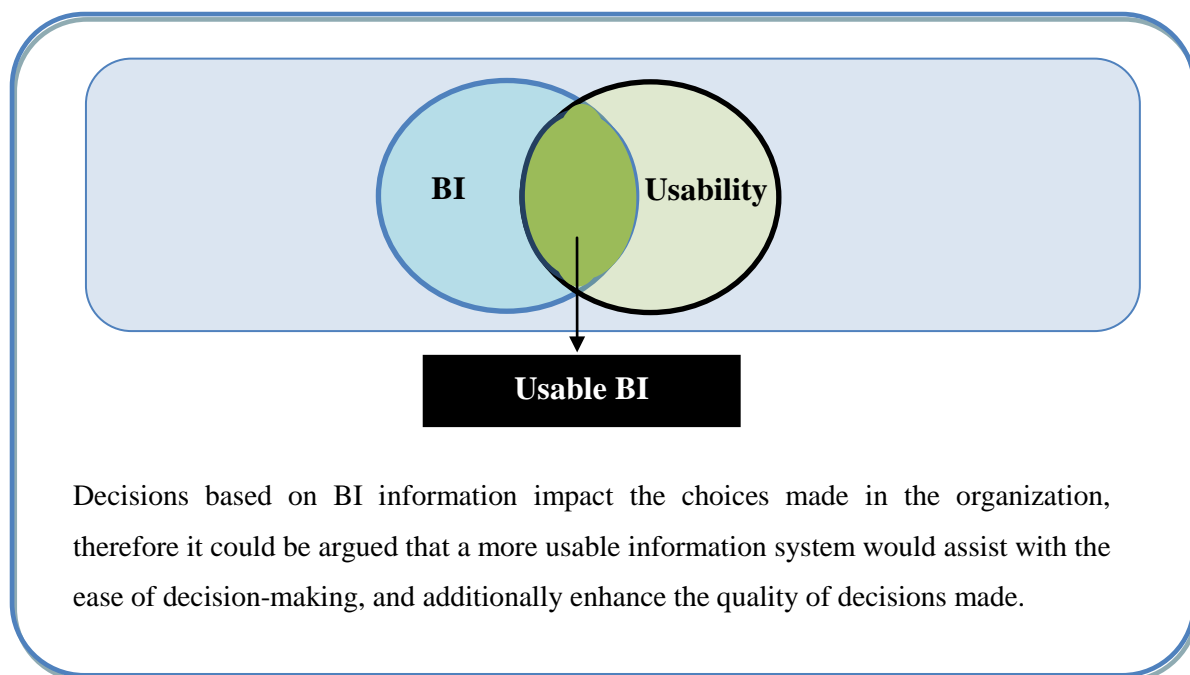 BI
Usability
Usable BI
Decisions based on BI information impact the choices made in the organization,
therefore it could be argued that a more usable information system would assist with the
ease of decision-making, and additionally enhance the quality of decisions made.